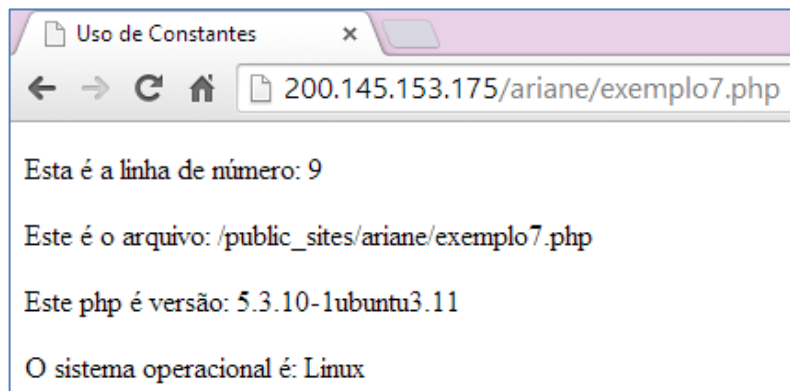 Uso de Constantes
200.145.153.175/ariane/exemplo7.php
Esta é a linha de número: 9
Este é o arquivo: /public_sites/ariane/exemplo7.php
Este php é versão: 5.3.10-1ubuntu3.11
O sistema operacional é: Linux